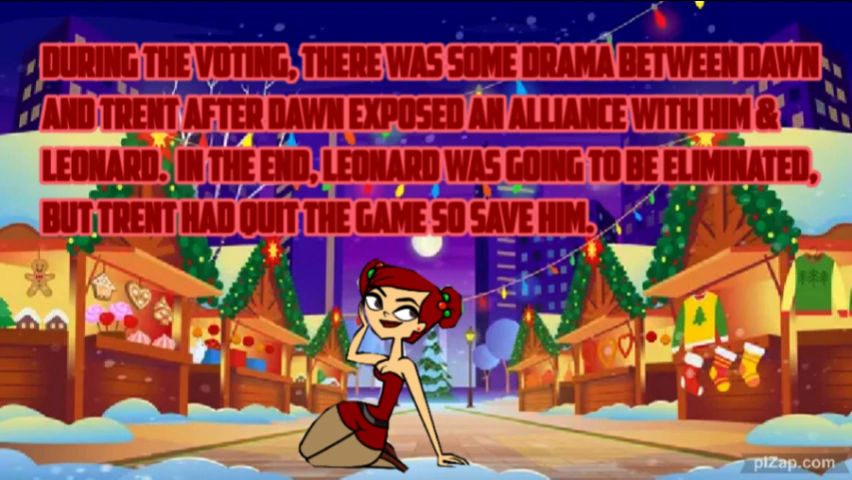 DURING THE VOTING, THERE WAS SOME DRAMA BETWEEN DAWN
AND TRENT AFTER DAWN EXPOSED AN ALLIANCE WITH HIM &
LEONARD. IN THE END, LEONARD WAS GOING TO BE ELIMINATED,
BUT TRENT HAD QUIT THE GAME SO SAVE HIM.
piZap.com